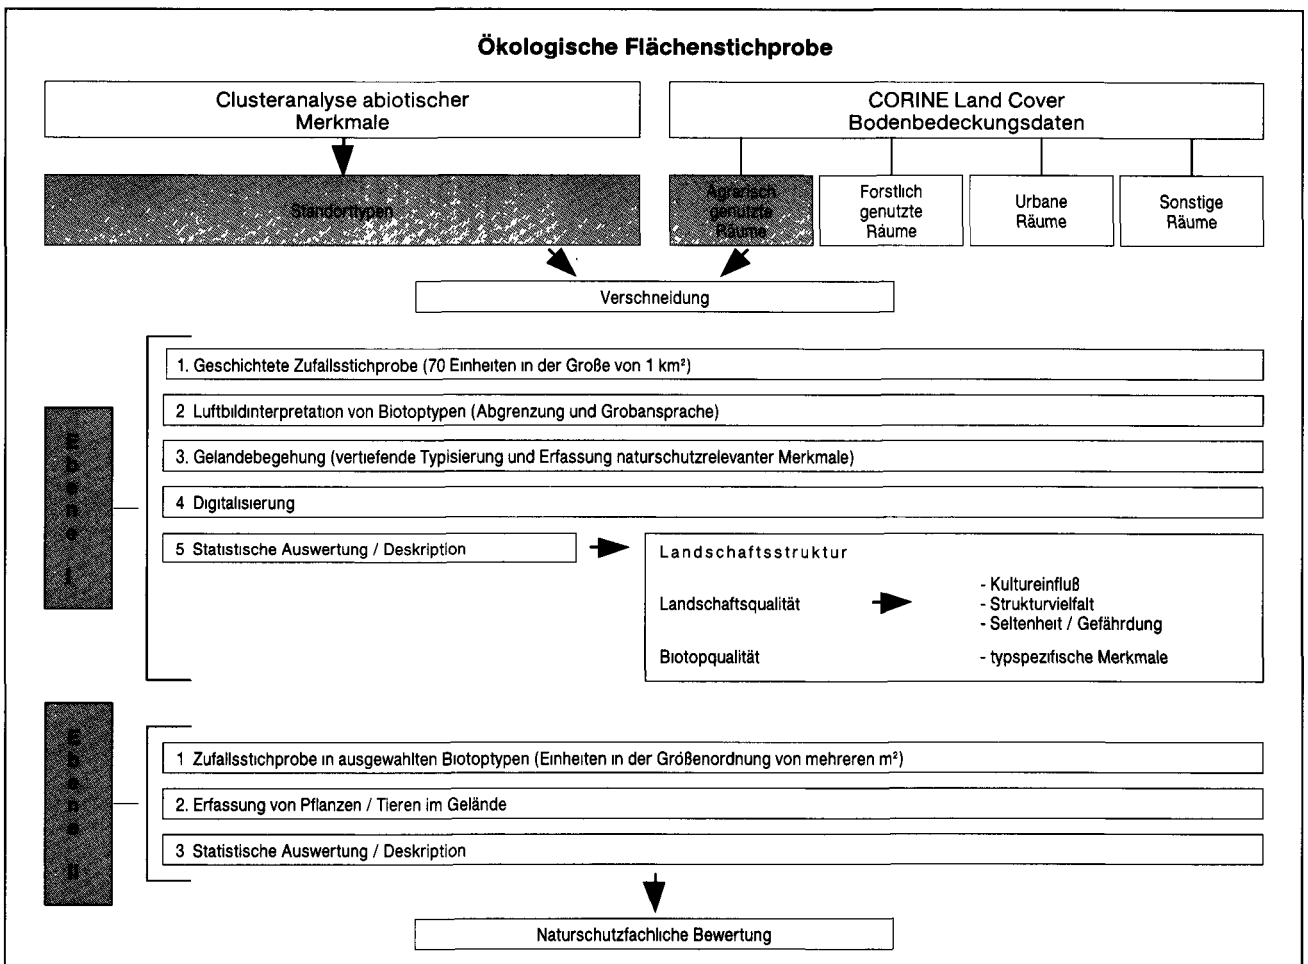 Ökologische Flächenstichprobe
Clusteranalyse abiotischer
Merkmale
CORINE Land Cover
Bodenbedeckungsdaten
Standorttypen
Agrarisch
genutzte
Räume
Forstlich
genutzte
Räume
Urbane
Räume
Sonstige
Räume
Verschneidung
Ebene I
1. Geschichtete Zufallsstichprobe (70 Einheiten in der Große von 1 km²)
2 Luftbildinterpretation von Biotoptypen (Abgrenzung und Grobansprache)
3. Gelandebegehung (vertiefende Typisierung und Erfassung naturschutzrelevanter Merkmale)
4 Digitalisierung
5 Statistische Auswertung / Deskription
Landschaftsstruktur
Landschaftsqualität
- Kultureinfluß
- Strukturvielfalt
- Seltenheit / Gefährdung
Biotopqualität - typspezifische Merkmale
Ebene II
1 Zufallsstichprobe in ausgewahlten Biotoptypen (Einheiten in der Größenordnung von mehreren m²)
2. Erfassung von Pflanzen / Tieren im Gelände
3 Statistische Auswertung / Deskription
Naturschutzfachliche Bewertung